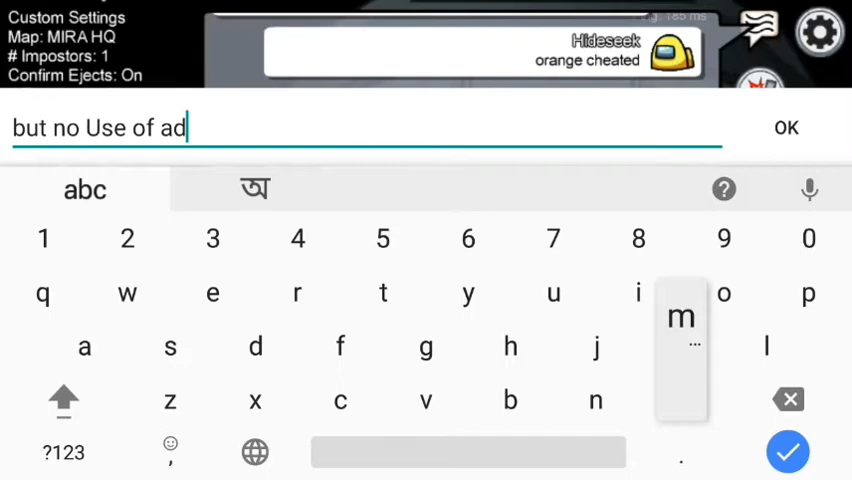 Custom Settings
Map: MIRA HQ
# Impostors: 1
Confirm Ejects: On
Hideseek
orange cheated
but no Use of ad
OK
abc
অ
1 2 3 4 5 6 7 8 9 0
q w e r t y u i o p
a s d f g h j l
m
z x c v b n
?123 , .